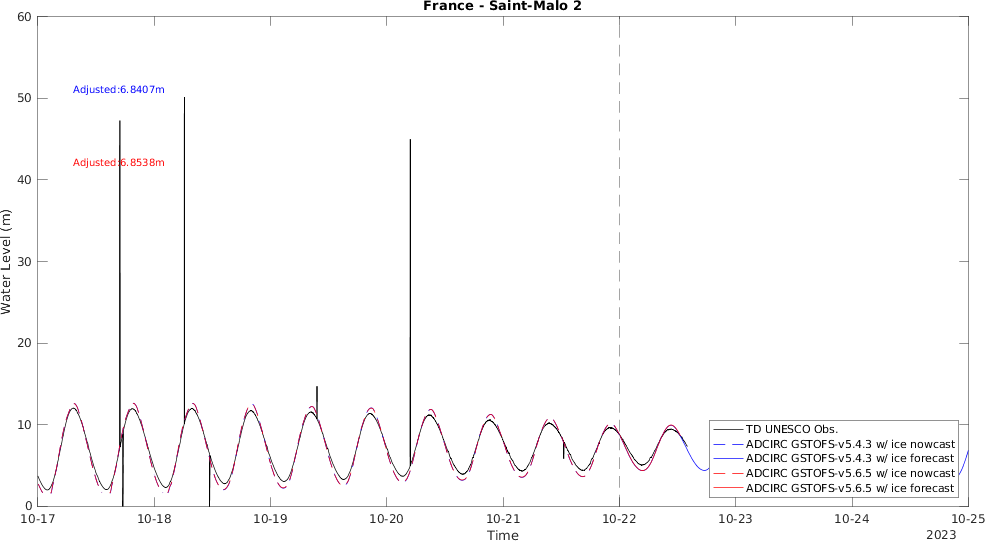 France - Saint-Malo 2
60
50
40
30
20
10
0
Water Level (m)
Adjusted:6.8407m
Adjusted:6.8538m
TD UNESCO Obs.
ADCIRC GSTOFS-v5.4.3 w/ ice nowcast
ADCIRC GSTOFS-v5.4.3 w/ ice forecast
ADCIRC GSTOFS-v5.6.5 w/ ice nowcast
ADCIRC GSTOFS-v5.6.5 w/ ice forecast
10-17 10-18 10-19 10-20 10-21 10-22 10-23 10-24 10-25
Time
2023